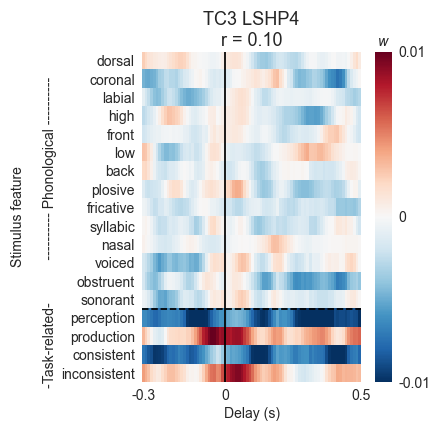 TC3 LSHP4
r = 0.10
w
dorsal
coronal
labial
high
front
low
back
plosive
fricative
syllabic
nasal
voiced
obstruent
sonorant
perception
production
consistent
inconsistent
Stimulus feature
-Task-related- ----------- Phonological ----------
0.01
0
-0.01
-0.3 0 0.5
Delay (s)